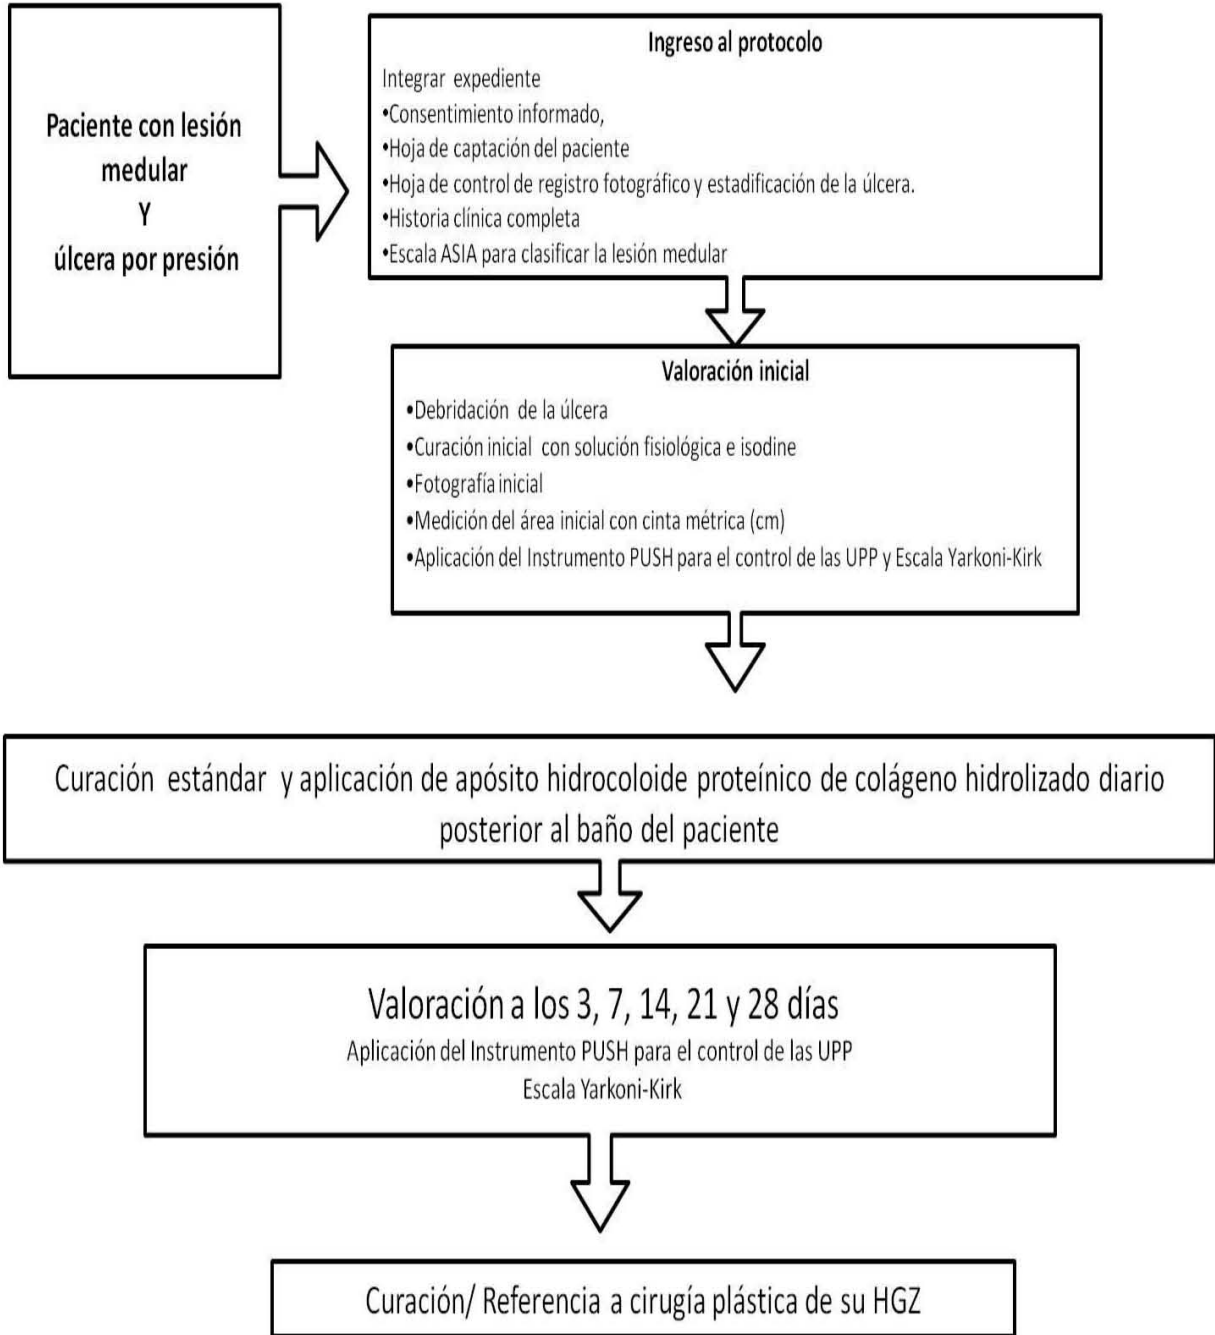 Paciente con lesión
medular
Y
úlcera por presión
Ingreso al protocolo
Integrar expediente
•Consentimiento informado,
•Hoja de captación del paciente
•Hoja de control de registro fotográfico y estadificación de la úlcera.
•Historia clínica completa
•Escala ASIA para clasificar la lesión medular
Valoración inicial
•Debridación de la úlcera
•Curación inicial con solución fisiológica e isodine
•Fotografía inicial
•Medición del área inicial con cinta métrica (cm)
•Aplicación del Instrumento PUSH para el control de las UPP y Escala Yarkoni-Kirk
Curación estándar y aplicación de apósito hidrocoloide proteínico de colágeno hidrolizado diario
posterior al baño del paciente
Valoración a los 3, 7, 14, 21 y 28 días
Aplicación del Instrumento PUSH para el control de las UPP
Escala Yarkoni-Kirk
Curación/ Referencia a cirugía plástica de su HGZ